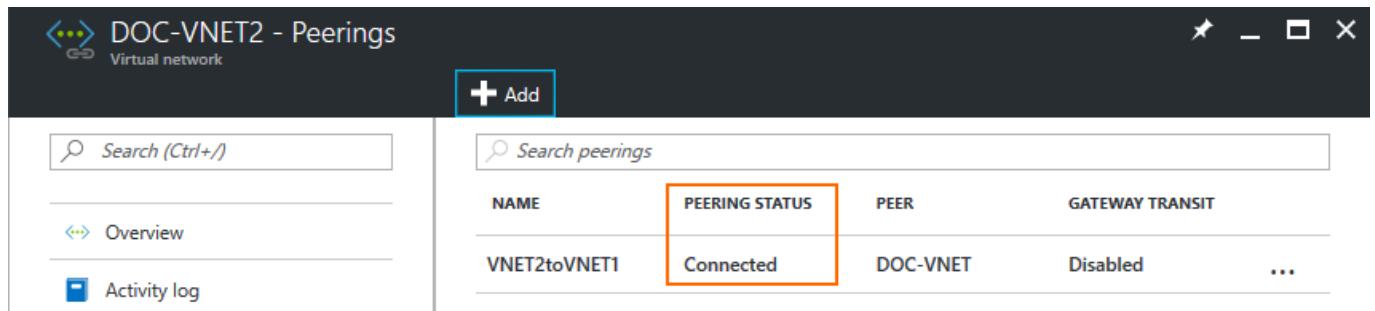 DOC-VNET2 - Peerings
Virtual network
Add
Search (Ctrl+/)
Search peerings
NAME PEERING STATUS PEER GATEWAY TRANSIT
Overview
VNET2toVNET1 Connected DOC-VNET Disabled ...
Activity log